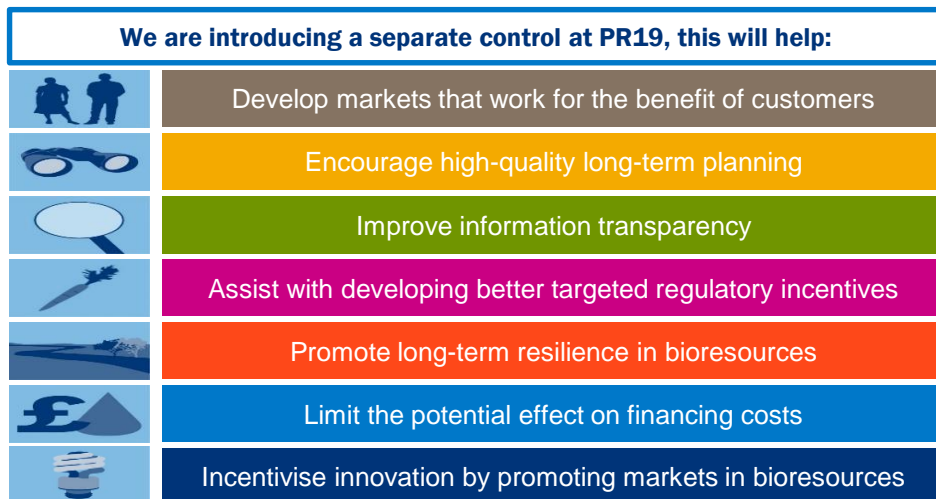 We are introducing a separate control at PR19, this will help:
Develop markets that work for the benefit of customers
Encourage high-quality long-term planning
Improve information transparency
Assist with developing better targeted regulatory incentives
Promote long-term resilience in bioresources
£
Limit the potential effect on financing costs
Incentivise innovation by promoting markets in bioresources